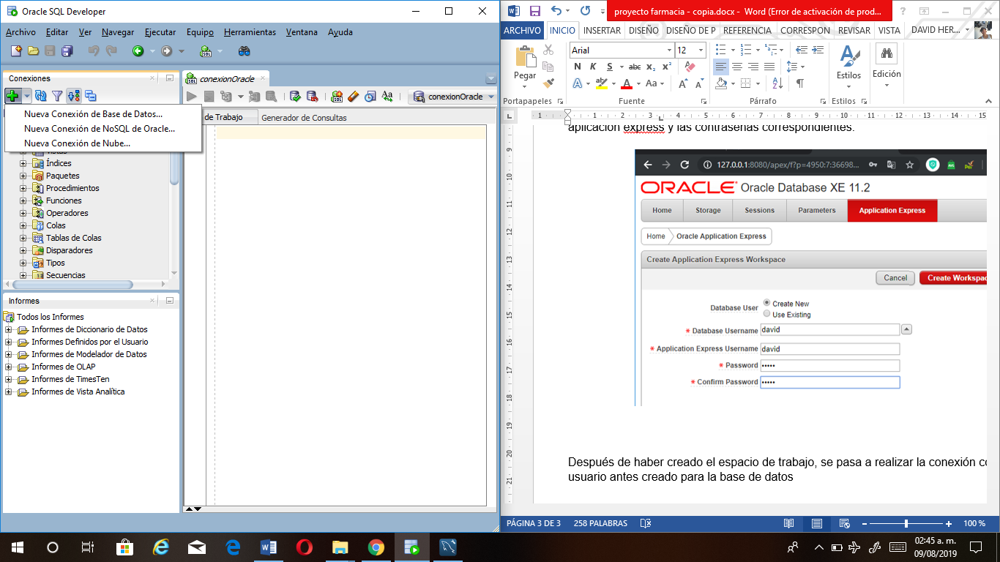 Oracle SQL Developer
Archivo Editar Ver Navegar Ejecutar Equipo Herramientas Ventana Ayuda
Conexiones
Nueva Conexión de Base de Datos...
Nueva Conexión de NoSQL de Oracle...
Nueva Conexión de Nube...
Índices
Paquetes
Procedimientos
Funciones
Operadores
Colas
Tablas de Colas
Disparadores
Tipos
Secuencias
Informes
Todos los Informes
Informes de Diccionario de Datos
Informes Definidos por el Usuario
Informes de Modelador de Datos
Informes de OLAP
Informes de TimesTen
Informes de Vista Analítica
conexionOracle
conexionOracle
de Trabajo Generador de Consultas
proyecto farmacia - copia.docx - Word (Error de activación de prod...
ARCHIVO INICIO INSERTAR DISEÑO DISEÑO DE P REFERENCIA CORRESPON REVISAR VISTA DAVID HER...
Pegar
Portapapeles
Arial 12
N K S abc x₂ x²
Fuente
Párrafo
Estilos
Estilos
Edición
aplicación express y las contraseñas correspondientes.
127.0.0.1:8080/apex/f?p=4950:7:36698...
ORACLE Oracle Database XE 11.2
Home Storage Sessions Parameters Application Express
Home Oracle Application Express
Create Application Express Workspace
Cancel Create Workspac
Database User Create New
Use Existing
* Database Username david
* Application Express Username david
* Password •••••
* Confirm Password •••••
Después de haber creado el espacio de trabajo, se pasa a realizar la conexión co
usuario antes creado para la base de datos
PÁGINA 3 DE 3 258 PALABRAS 100 %
02:45 a. m.
09/08/2019